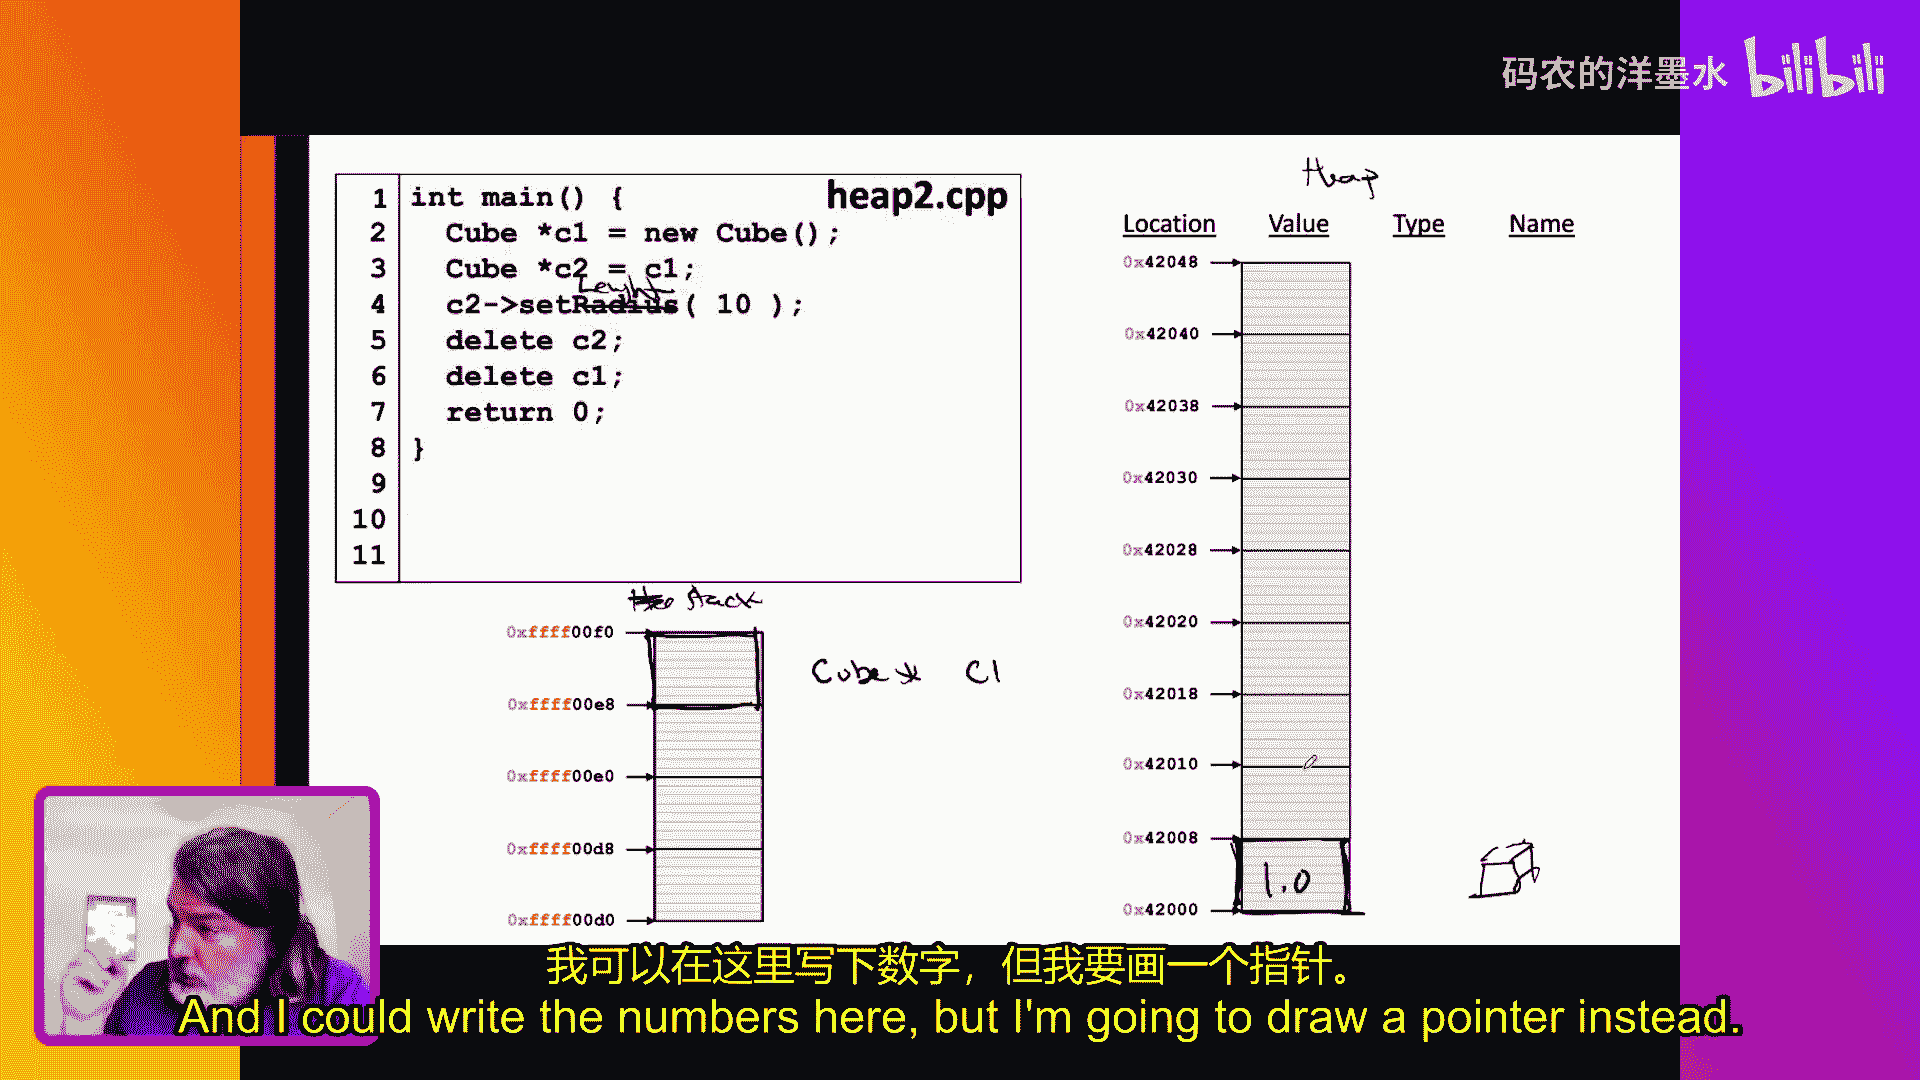 码农的洋墨水 bilibili
heap2.cpp
1 int main() {
2 Cube *c1 = new Cube();
3 Cube *c2 = c1;
Lenght
4 c2->setRadius( 10 );
5 delete c2;
6 delete c1;
7 return 0;
8 }
9
10
11
Stack
0xffff00f0
Cube* C1
0xffff00e8
0xffff00e0
0xffff00d8
0xffff00d0
Heap
Location Value Type Name
0x42048
0x42040
0x42038
0x42030
0x42028
0x42020
0x42018
0x42010
0x42008
1.0
0x42000
我可以在这里写下数字，但我要画一个指针。
And I could write the numbers here, but I'm going to draw a pointer instead.